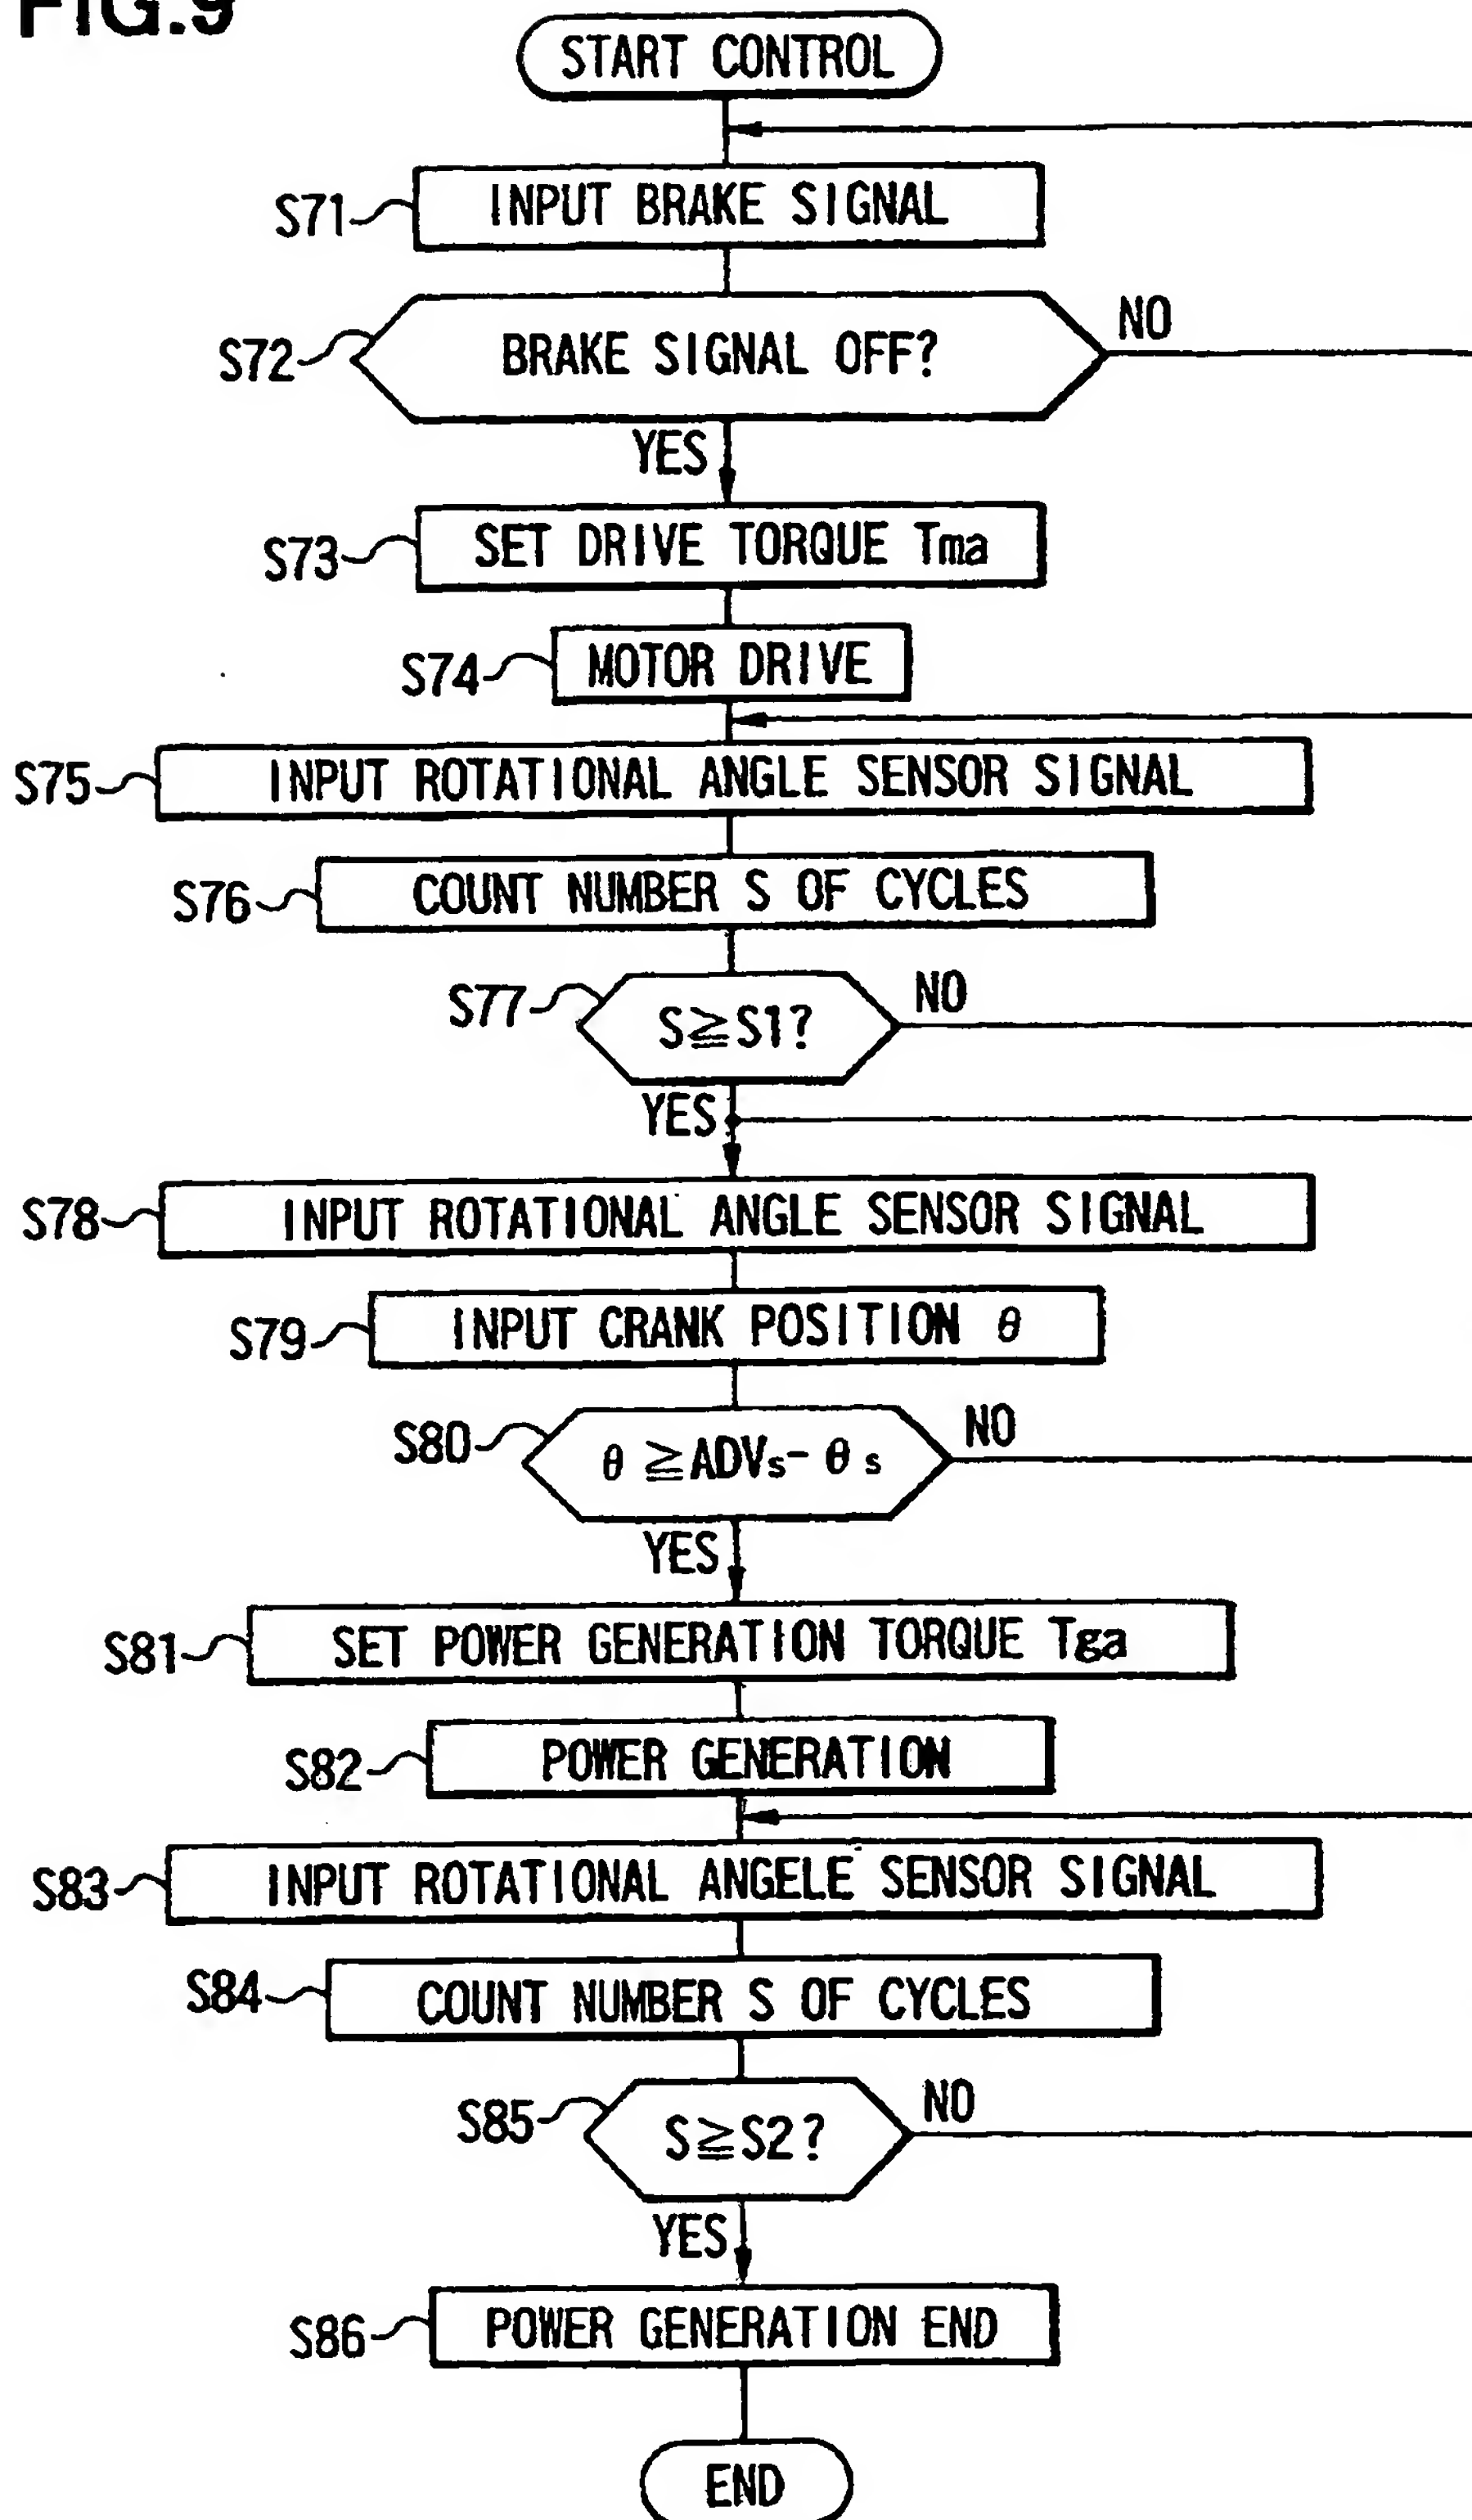 FIG.9
START CONTROL
S71
INPUT BRAKE SIGNAL
S72
BRAKE SIGNAL OFF?
NO
YES
S73
SET DRIVE TORQUE Tma
S74
MOTOR DRIVE
S75
INPUT ROTATIONAL ANGLE SENSOR SIGNAL
S76
COUNT NUMBER S OF CYCLES
S77
S≧S1?
NO
YES
S78
INPUT ROTATIONAL ANGLE SENSOR SIGNAL
S79
INPUT CRANK POSITION θ
S80
θ ≧ADVs- θ s
NO
YES
S81
SET POWER GENERATION TORQUE Tga
S82
POWER GENERATION
S83
INPUT ROTATIONAL ANGELE SENSOR SIGNAL
S84
COUNT NUMBER S OF CYCLES
S85
S≧S2?
NO
YES
S86
POWER GENERATION END
END